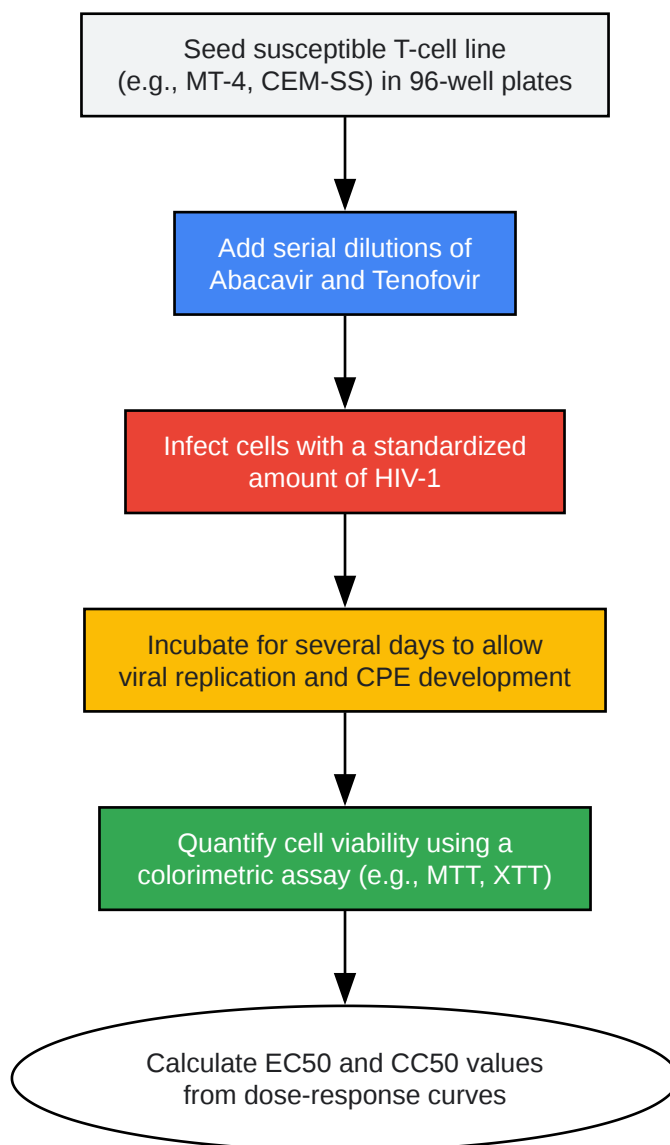 Seed susceptible T-cell line
(e.g., MT-4, CEM-SS) in 96-well plates
Add serial dilutions of
Abacavir and Tenofovir
Infect cells with a standardized
amount of HIV-1
Incubate for several days to allow
viral replication and CPE development
Quantify cell viability using a
colorimetric assay (e.g., MTT, XTT)
Calculate EC50 and CC50 values
from dose-response curves